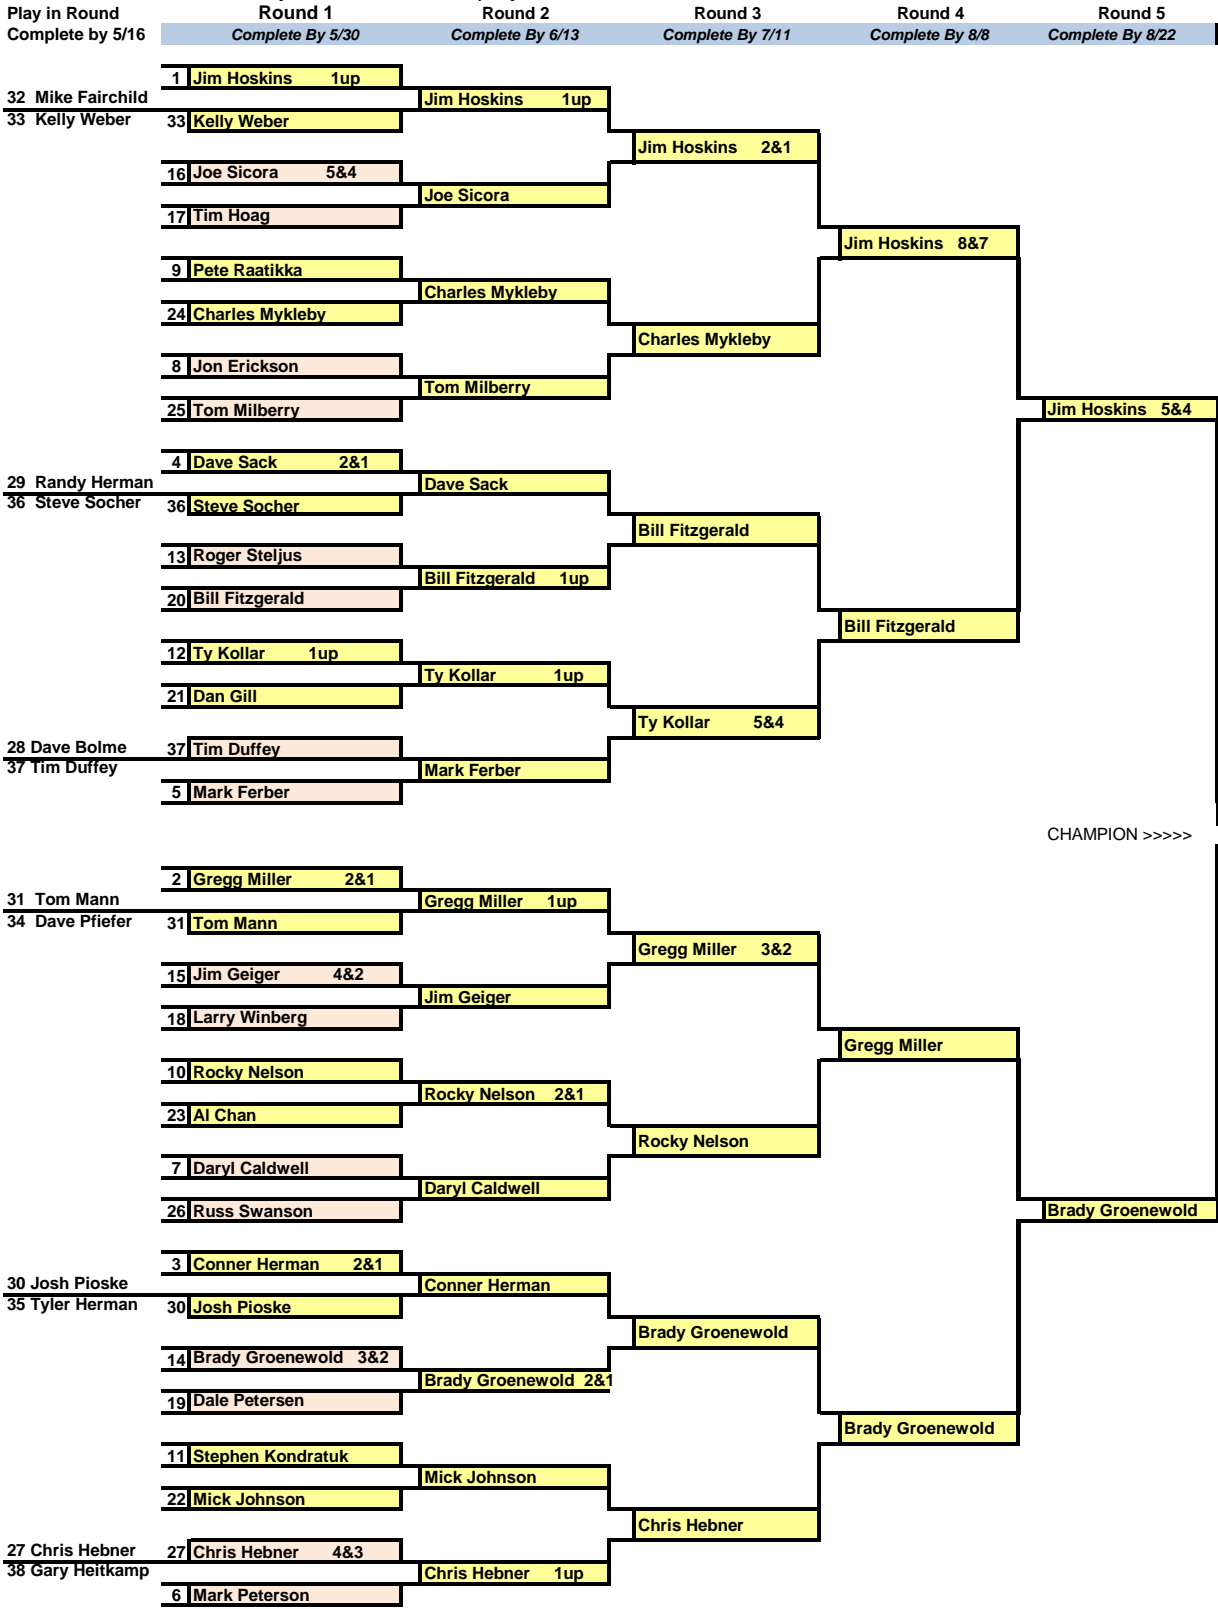 Play in Round Round 1 Round 2 Round 3 Round 4 Round 5
Complete by 5/16 Complete By 5/30 Complete By 6/13 Complete By 7/11 Complete By 8/8 Complete By 8/22
1 Jim Hoskins 1up
32 Mike Fairchild Jim Hoskins 1up
33 Kelly Weber 33 Kelly Weber
Jim Hoskins 2&1
16 Joe Sicora 5&4
Joe Sicora
17 Tim Hoag
Jim Hoskins 8&7
9 Pete Raatikka
Charles Mykleby
24 Charles Mykleby
Charles Mykleby
8 Jon Erickson
Tom Milberry
25 Tom Milberry Jim Hoskins 5&4
4 Dave Sack 2&1
29 Randy Herman Dave Sack
36 Steve Socher 36 Steve Socher
Bill Fitzgerald
13 Roger Steljus
Bill Fitzgerald 1up
20 Bill Fitzgerald
Bill Fitzgerald
12 Ty Kollar 1up
Ty Kollar 1up
21 Dan Gill
Ty Kollar 5&4
28 Dave Bolme 37 Tim Duffey
37 Tim Duffey Mark Ferber
5 Mark Ferber
CHAMPION >>>>>
2 Gregg Miller 2&1
31 Tom Mann Gregg Miller 1up
34 Dave Pfiefer 31 Tom Mann
Gregg Miller 3&2
15 Jim Geiger 4&2
Jim Geiger
18 Larry Winberg
Gregg Miller
10 Rocky Nelson
Rocky Nelson 2&1
23 Al Chan
Rocky Nelson
7 Daryl Caldwell
Daryl Caldwell
26 Russ Swanson Brady Groenewold
3 Conner Herman 2&1
30 Josh Pioske Conner Herman
35 Tyler Herman 30 Josh Pioske
Brady Groenewold
14 Brady Groenewold 3&2
Brady Groenewold 2&1
19 Dale Petersen
Brady Groenewold
11 Stephen Kondratuk
Mick Johnson
22 Mick Johnson
Chris Hebner
27 Chris Hebner 27 Chris Hebner 4&3
38 Gary Heitkamp Chris Hebner 1up
6 Mark Peterson